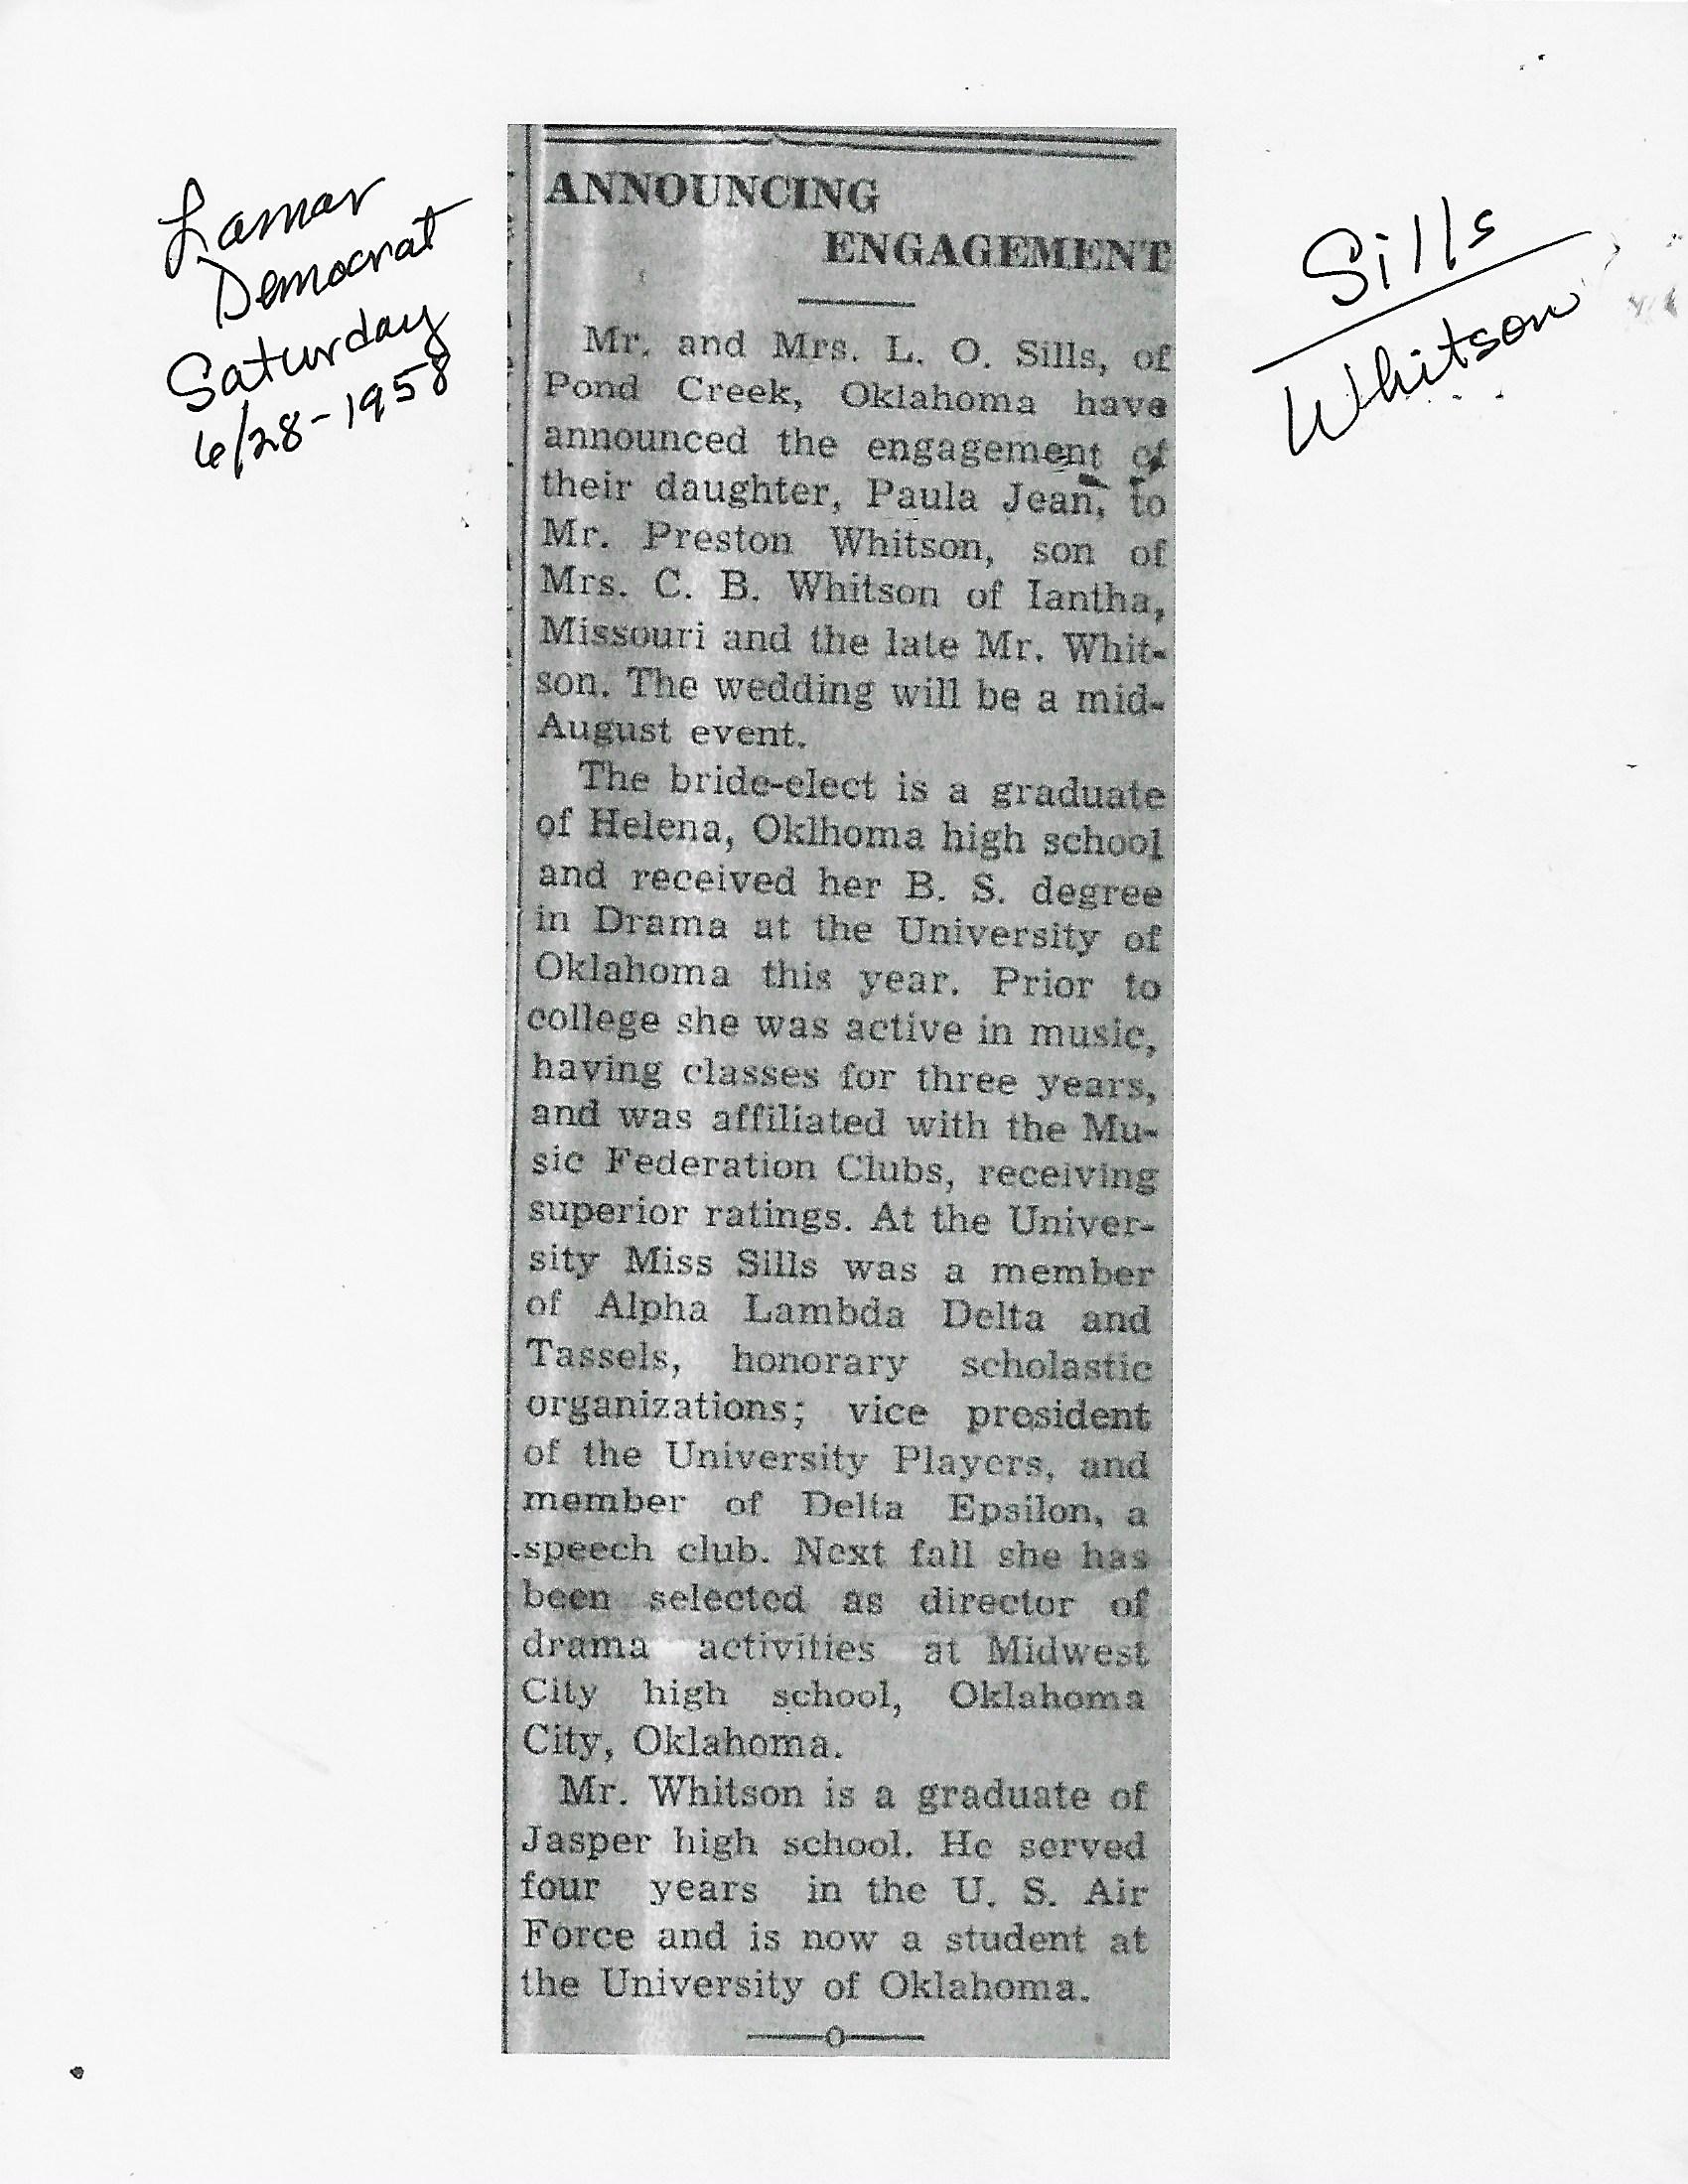 Lamar
Democrat
Saturday
6/28-1958
Sills
Whitson
ANNOUNCING
ENGAGEMENT
Mr. and Mrs. L. O. Sills, of
Pond Creek, Oklahoma have
announced the engagement of
their daughter, Paula Jean, to
Mr. Preston Whitson, son of
Mrs. C. B. Whitson of Iantha,
Missouri and the late Mr. Whit-
son. The wedding will be a mid-
August event.
The bride-elect is a graduate
of Helena, Oklhoma high school
and received her B. S. degree
in Drama at the University of
Oklahoma this year. Prior to
college she was active in music,
having classes for three years,
and was affiliated with the Mu-
sic Federation Clubs, receiving
superior ratings. At the Univer-
sity Miss Sills was a member
of Alpha Lambda Delta and
Tassels, honorary scholastic
organizations; vice president
of the University Players, and
member of Delta Epsilon, a
speech club. Next fall she has
been selected as director of
drama activities at Midwest
City high school, Oklahoma
City, Oklahoma.
Mr. Whitson is a graduate of
Jasper high school. He served
four years in the U. S. Air
Force and is now a student at
the University of Oklahoma.
——o——